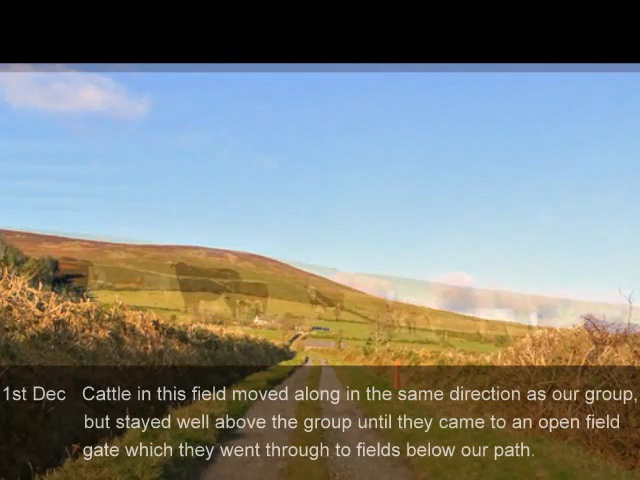 1st Dec Cattle in this field moved along in the same direction as our group,
but stayed well above the group until they came to an open field
gate which they went through to fields below our path.